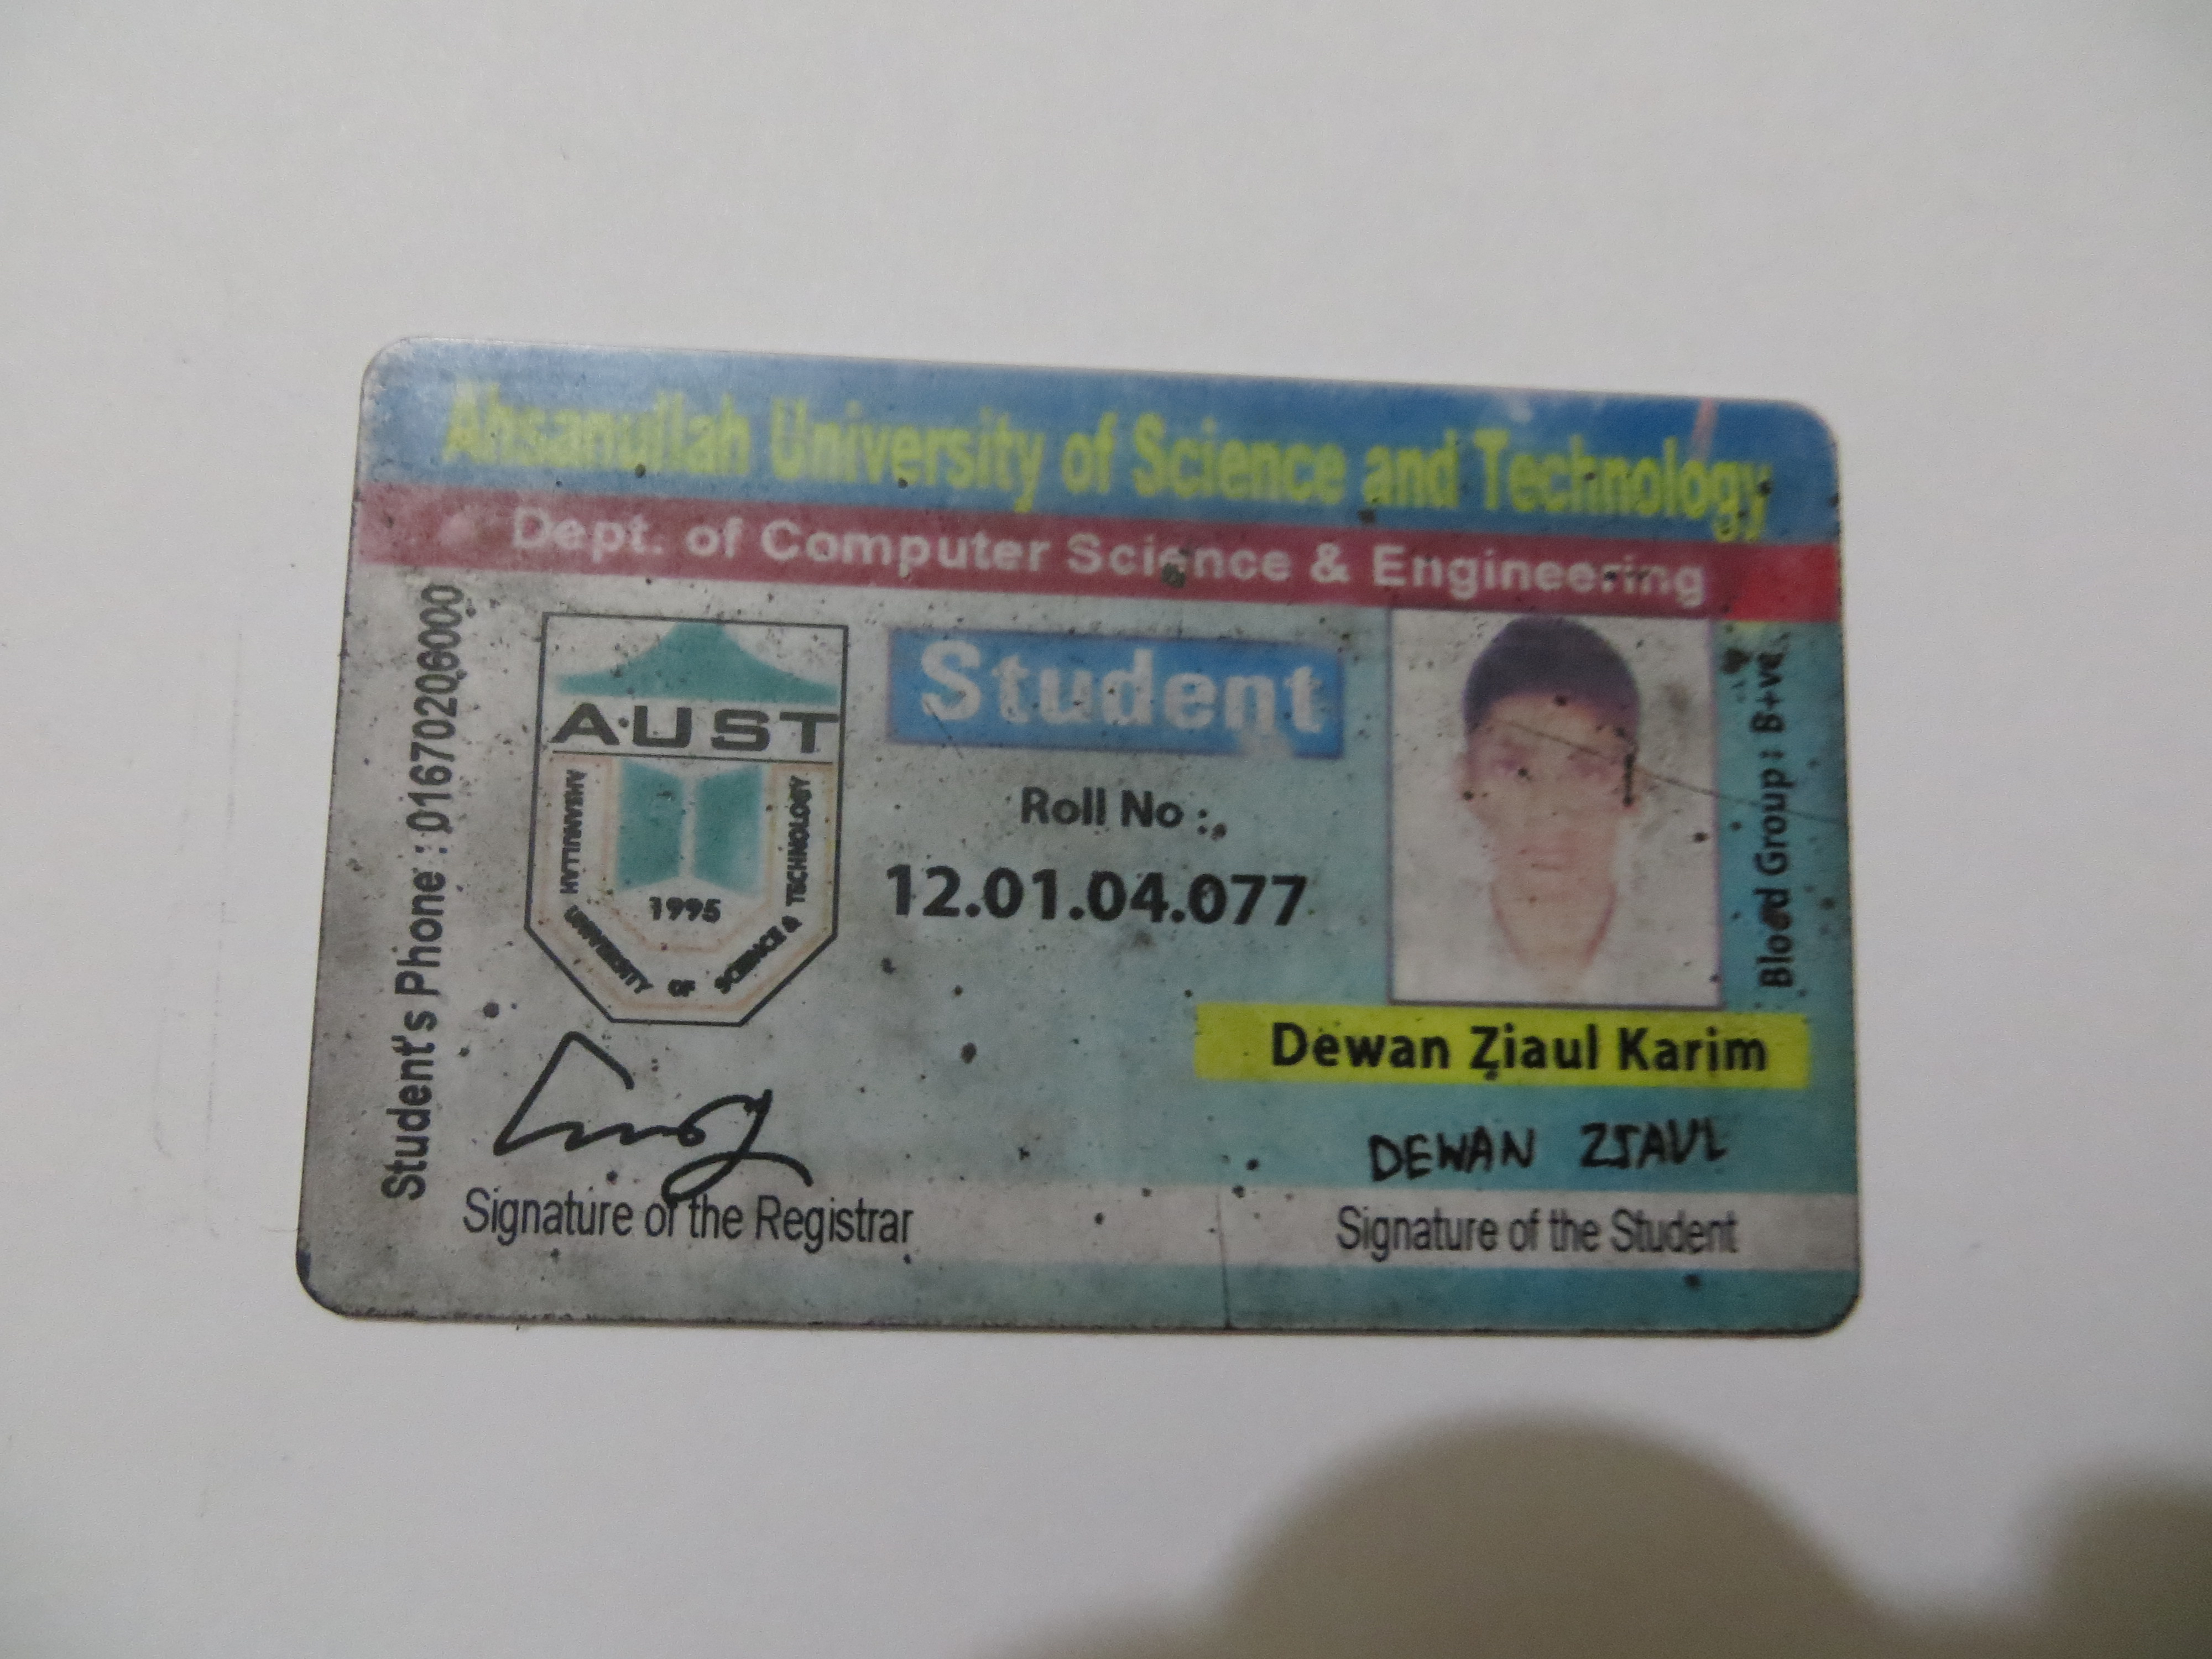 Ahsanullah University of Science and Technology
Dept. of Computer Science & Engineering
Student's Phone : 01670206000
A.UST
AHSANULLAH UNIVERSITY OF SCIENCE & TECHNOLOGY
1995
Student
Roll No :
12.01.04.077
Blood Group : B+ve.
Dewan Ziaul Karim
DEWAN ZIAUL
Signature of the Registrar
Signature of the Student